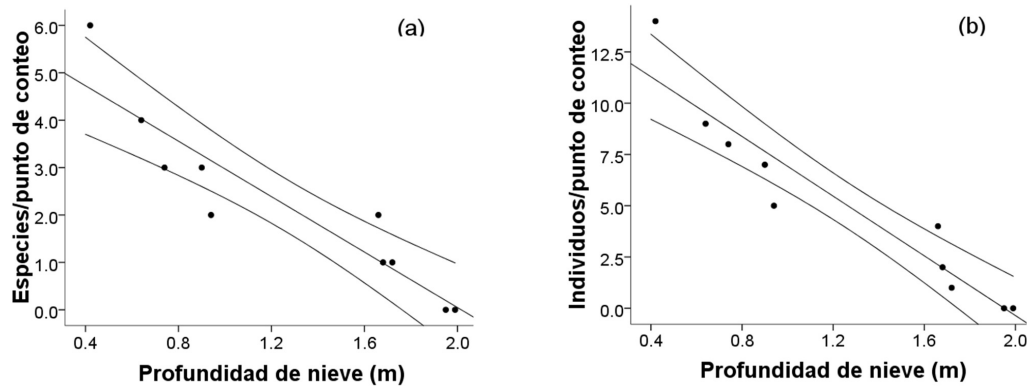 (a)
Especies/punto de conteo
6.0
5.0
4.0
3.0
2.0
1.0
0.0
0.4 0.8 1.2 1.6 2.0
Profundidad de nieve (m)
(b)
Individuos/punto de conteo
12.5
10.0
7.5
5.0
2.5
0.0
0.4 0.8 1.2 1.6 2.0
Profundidad de nieve (m)